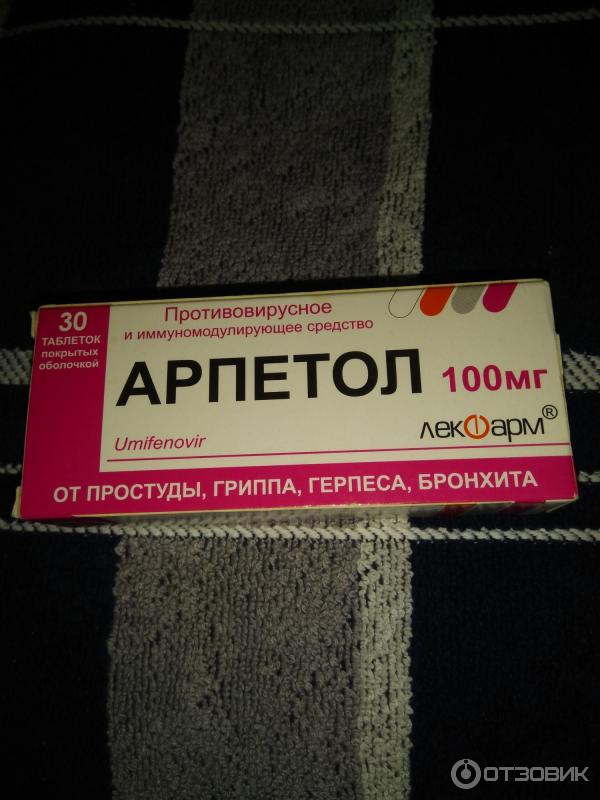 30
ТАБЛЕТОК
покрытых
оболочкой
Противовирусное
и иммуномодулирующее средство
АРПЕТОЛ 100мг
Umifenovir
лекФарм®
ОТ ПРОСТУДЫ, ГРИППА, ГЕРПЕСА, БРОНХИТА
ОТЗОВИК